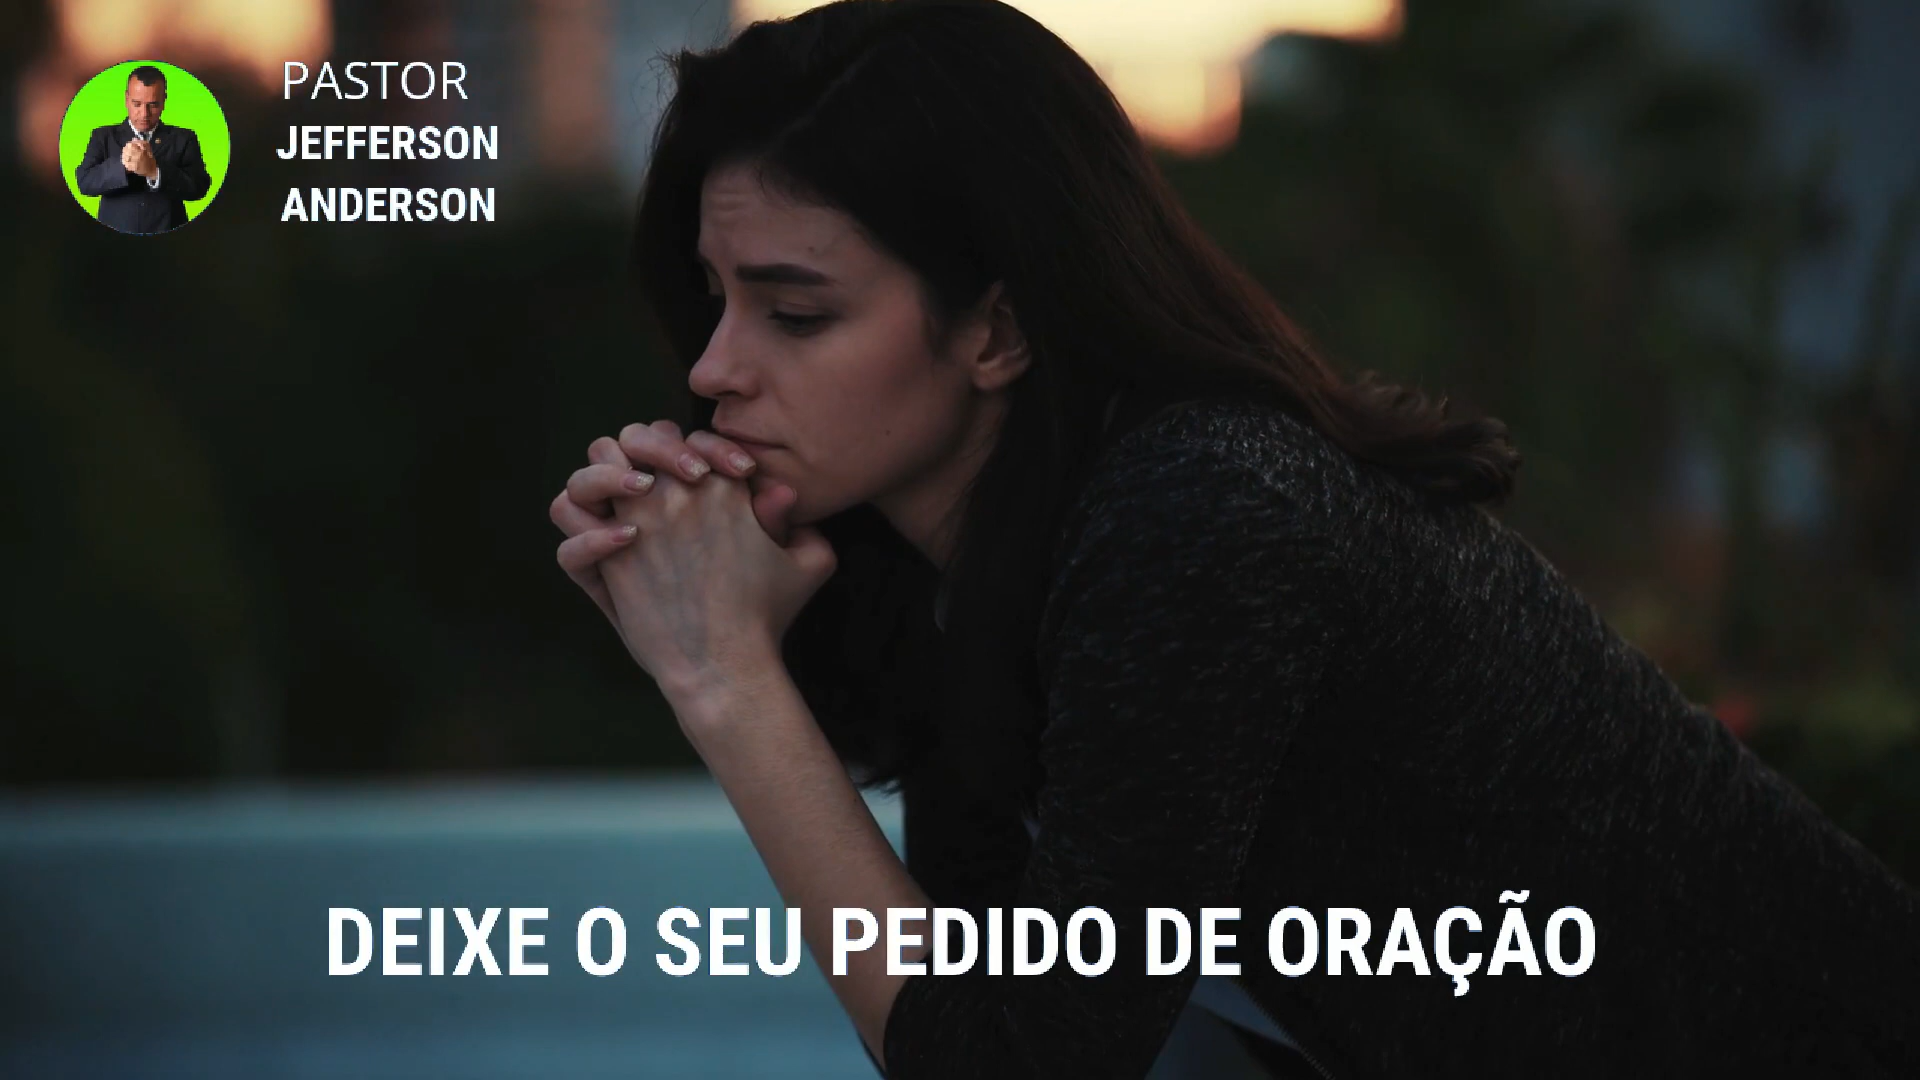 PASTOR
JEFFERSON
ANDERSON
DEIXE O SEU PEDIDO DE ORAÇÃO